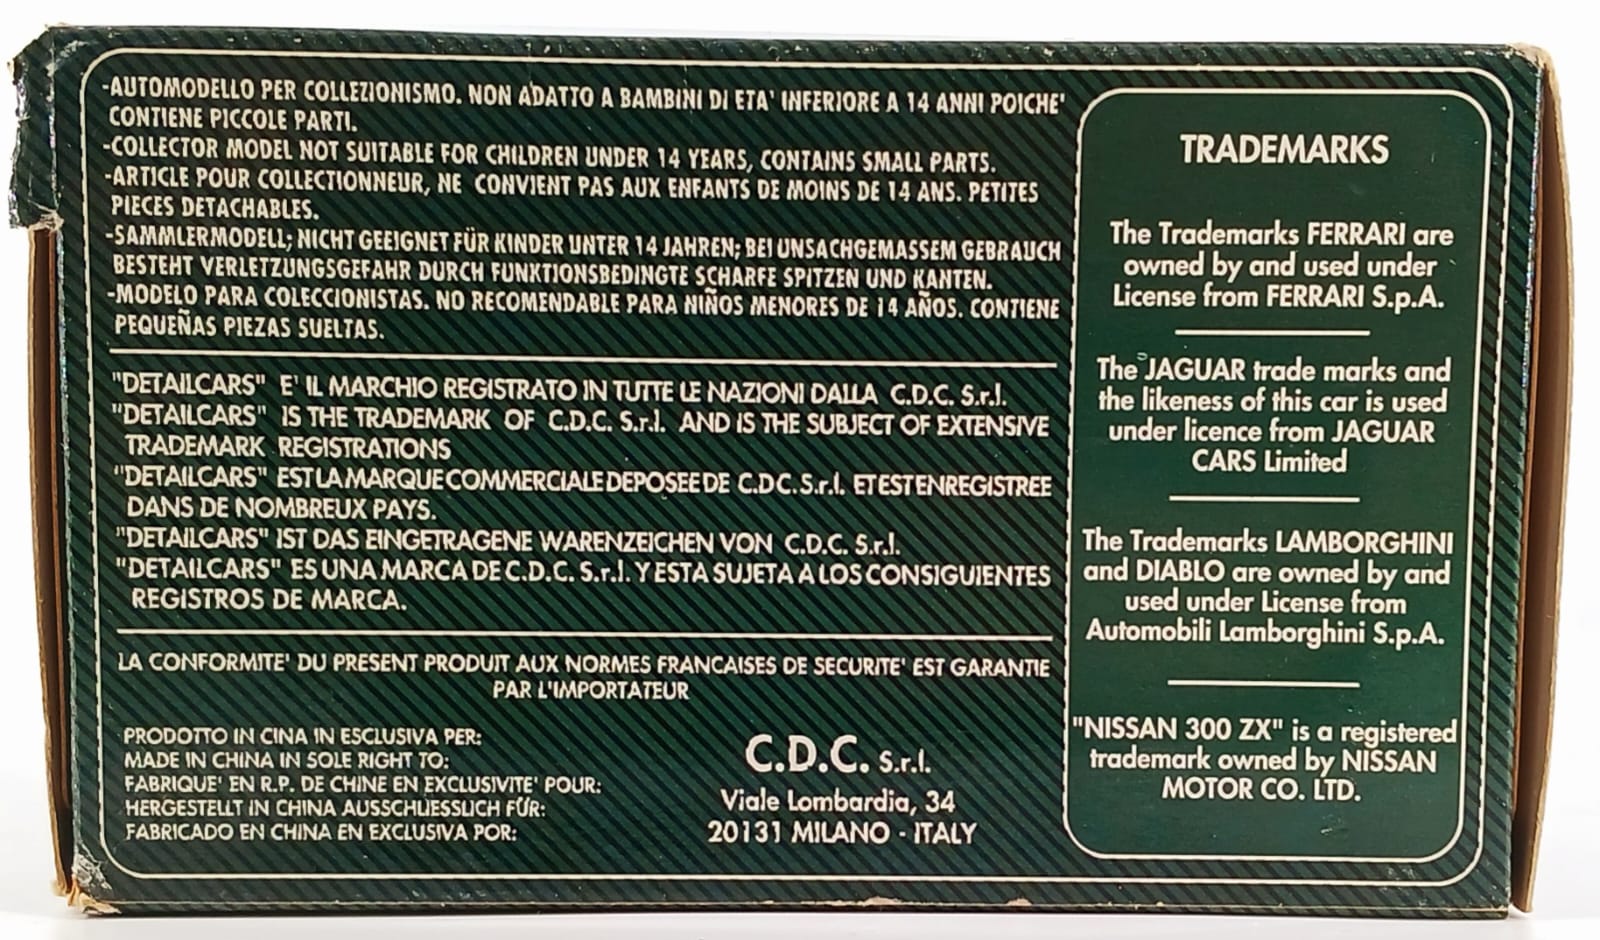 -AUTOMODELLO PER COLLEZIONISMO. NON ADATTO A BAMBINI DI ETA' INFERIORE A 14 ANNI POICHE'
CONTIENE PICCOLE PARTI.
-COLLECTOR MODEL NOT SUITABLE FOR CHILDREN UNDER 14 YEARS, CONTAINS SMALL PARTS.
-ARTICLE POUR COLLECTIONNEUR, NE CONVIENT PAS AUX ENFANTS DE MOINS DE 14 ANS. PETITES
PIECES DETACHABLES.
-SAMMLERMODELL; NICHT GEEIGNET FÜR KINDER UNTER 14 JAHREN; BEI UNSACHGEMASSEM GEBRAUCH
BESTEHT VERLETZUNGSGEFAHR DURCH FUNKTIONSBEDINGTE SCHARFE SPITZEN UND KANTEN.
-MODELO PARA COLECCIONISTAS. NO RECOMENDABLE PARA NIÑOS MENORES DE 14 AÑOS. CONTIENE
PEQUEÑAS PIEZAS SUELTAS.
"DETAILCARS" E' IL MARCHIO REGISTRATO IN TUTTE LE NAZIONI DALLA C.D.C. S.r.l.
"DETAILCARS" IS THE TRADEMARK OF C.D.C. S.r.l. AND IS THE SUBJECT OF EXTENSIVE
TRADEMARK REGISTRATIONS
"DETAILCARS" EST LA MARQUE COMMERCIALE DEPOSEE DE C.D.C. S.r.l. ET EST ENREGISTREE
DANS DE NOMBREUX PAYS.
"DETAILCARS" IST DAS EINGETRAGENE WARENZEICHEN VON C.D.C. S.r.l.
"DETAILCARS" ES UNA MARCA DE C.D.C. S.r.l. Y ESTA SUJETA A LOS CONSIGUIENTES
REGISTROS DE MARCA.
LA CONFORMITE' DU PRESENT PRODUIT AUX NORMES FRANCAISES DE SECURITE' EST GARANTIE
PAR L'IMPORTATEUR
PRODOTTO IN CINA IN ESCLUSIVA PER:
MADE IN CHINA IN SOLE RIGHT TO:
FABRIQUE' EN R.P. DE CHINE EN EXCLUSIVITE' POUR:
HERGESTELLT IN CHINA AUSSCHLIESSLICH FÜR:
FABRICADO EN CHINA EN EXCLUSIVA POR:
C.D.C. S.r.l.
Viale Lombardia, 34
20131 MILANO - ITALY
TRADEMARKS
The Trademarks FERRARI are
owned by and used under
License from FERRARI S.p.A.
The JAGUAR trade marks and
the likeness of this car is used
under licence from JAGUAR
CARS Limited
The Trademarks LAMBORGHINI
and DIABLO are owned by and
used under License from
Automobili Lamborghini S.p.A.
"NISSAN 300 ZX" is a registered
trademark owned by NISSAN
MOTOR CO. LTD.